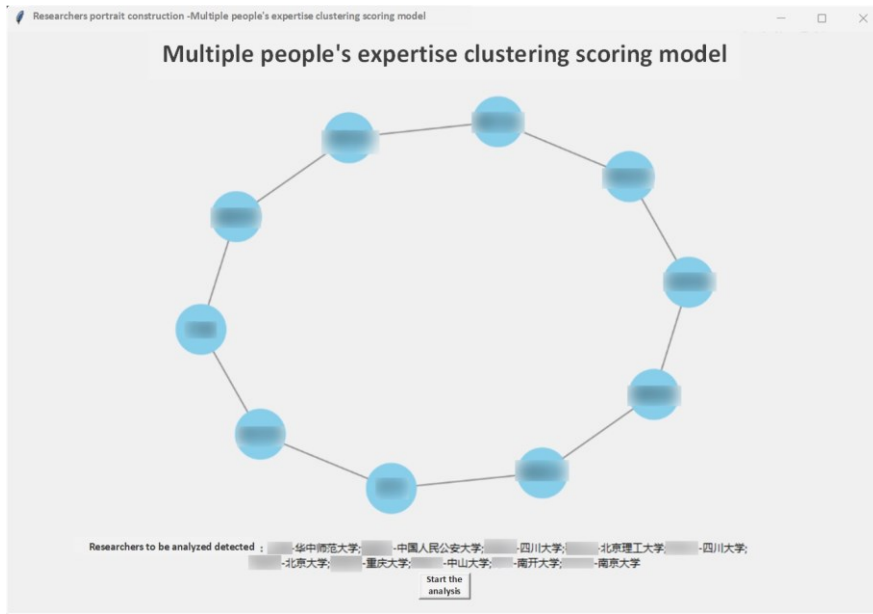 Researchers portrait construction -Multiple people's expertise clustering scoring model
Multiple people's expertise clustering scoring model
Researchers to be analyzed detected : -华中师范大学; -中国人民公安大学; -四川大学; -北京理工大学; -四川大学;
-北京大学; -重庆大学; -中山大学; -南开大学; -南京大学
Start the
analysis